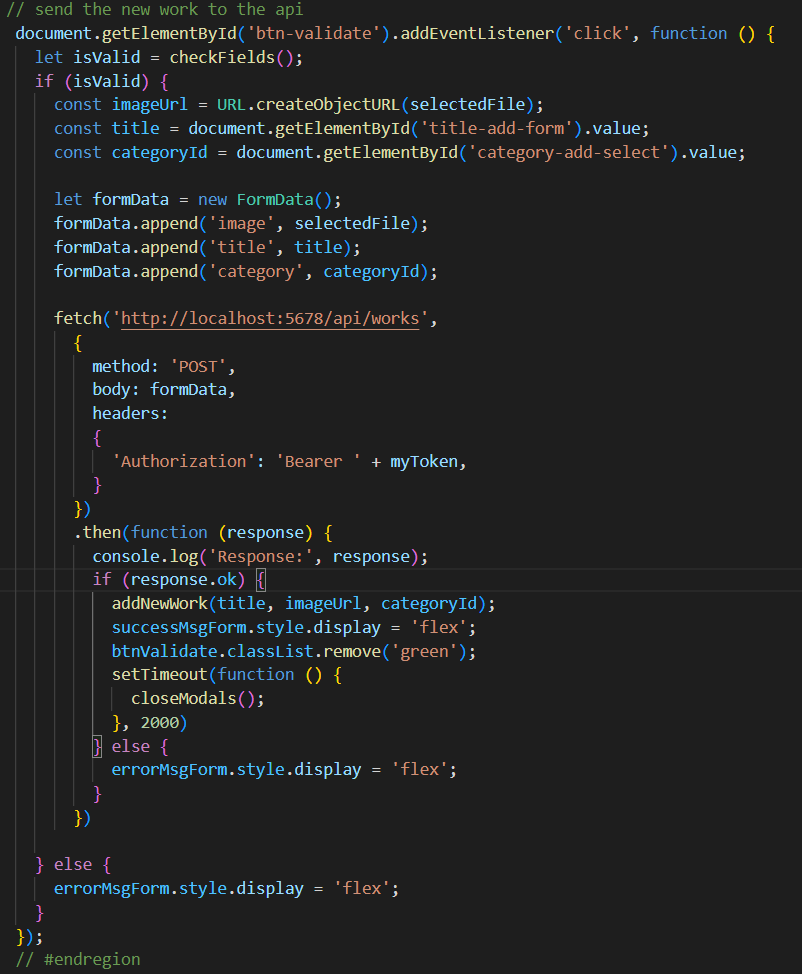 // send the new work to the api
document.getElementById('btn-validate').addEventListener('click', function () {
let isValid = checkFields();
if (isValid) {
const imageUrl = URL.createObjectURL(selectedFile);
const title = document.getElementById('title-add-form').value;
const categoryId = document.getElementById('category-add-select').value;
let formData = new FormData();
formData.append('image', selectedFile);
formData.append('title', title);
formData.append('category', categoryId);
fetch('http://localhost:5678/api/works',
{
method: 'POST',
body: formData,
headers:
{
'Authorization': 'Bearer ' + myToken,
}
})
.then(function (response) {
console.log('Response:', response);
if (response.ok) {
addNewWork(title, imageUrl, categoryId);
successMsgForm.style.display = 'flex';
btnValidate.classList.remove('green');
setTimeout(function () {
closeModals();
}, 2000)
} else {
errorMsgForm.style.display = 'flex';
}
})
} else {
errorMsgForm.style.display = 'flex';
}
});
// #endregion